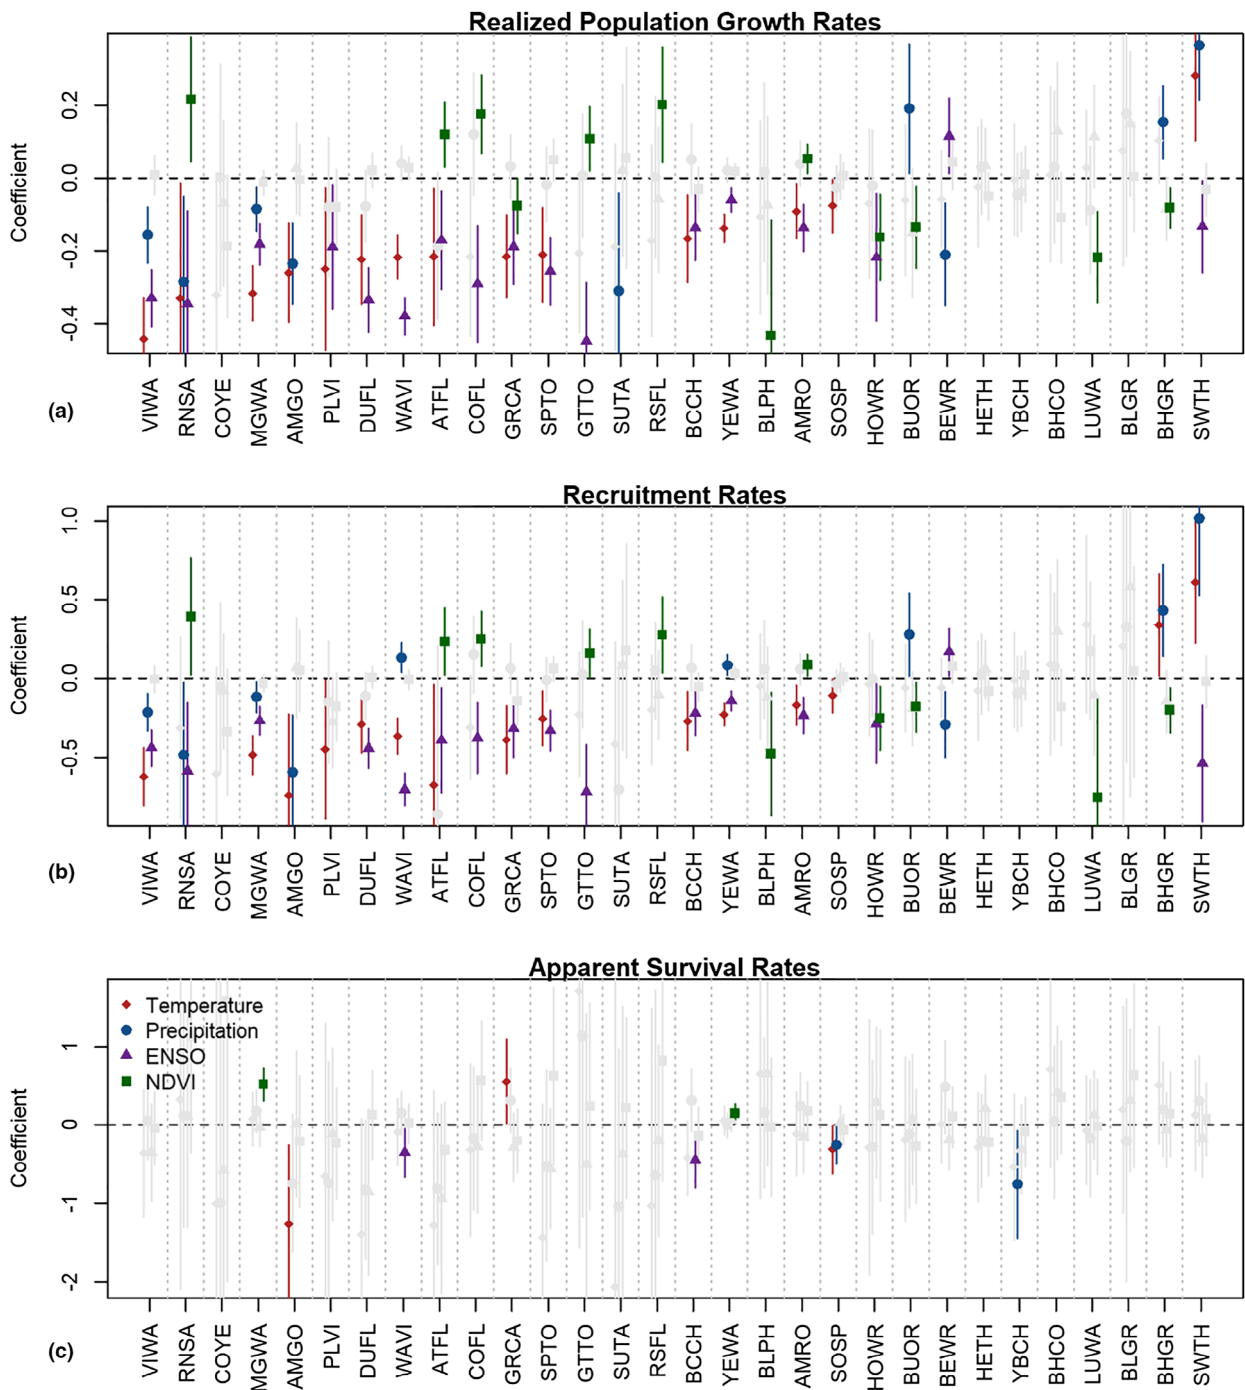 Realized Population Growth Rates
Coefficient
0.2
0.0
-0.2
-0.4
VIWA RNSA COYE MGWA AMGO PLVI DUFL WAVI ATFL COFL GRCA SPTO GTTO SUTA RSFL BCCH YEWA BLPH AMRO SOSP HOWR BUOR BEWR HETH YBCH BHCO LUWA BLGR BHGR SWTH
(a)
Recruitment Rates
Coefficient
1.0
0.5
0.0
-0.5
VIWA RNSA COYE MGWA AMGO PLVI DUFL WAVI ATFL COFL GRCA SPTO GTTO SUTA RSFL BCCH YEWA BLPH AMRO SOSP HOWR BUOR BEWR HETH YBCH BHCO LUWA BLGR BHGR SWTH
(b)
Apparent Survival Rates
Temperature
Precipitation
ENSO
NDVI
Coefficient
1
0
-1
-2
VIWA RNSA COYE MGWA AMGO PLVI DUFL WAVI ATFL COFL GRCA SPTO GTTO SUTA RSFL BCCH YEWA BLPH AMRO SOSP HOWR BUOR BEWR HETH YBCH BHCO LUWA BLGR BHGR SWTH
(c)